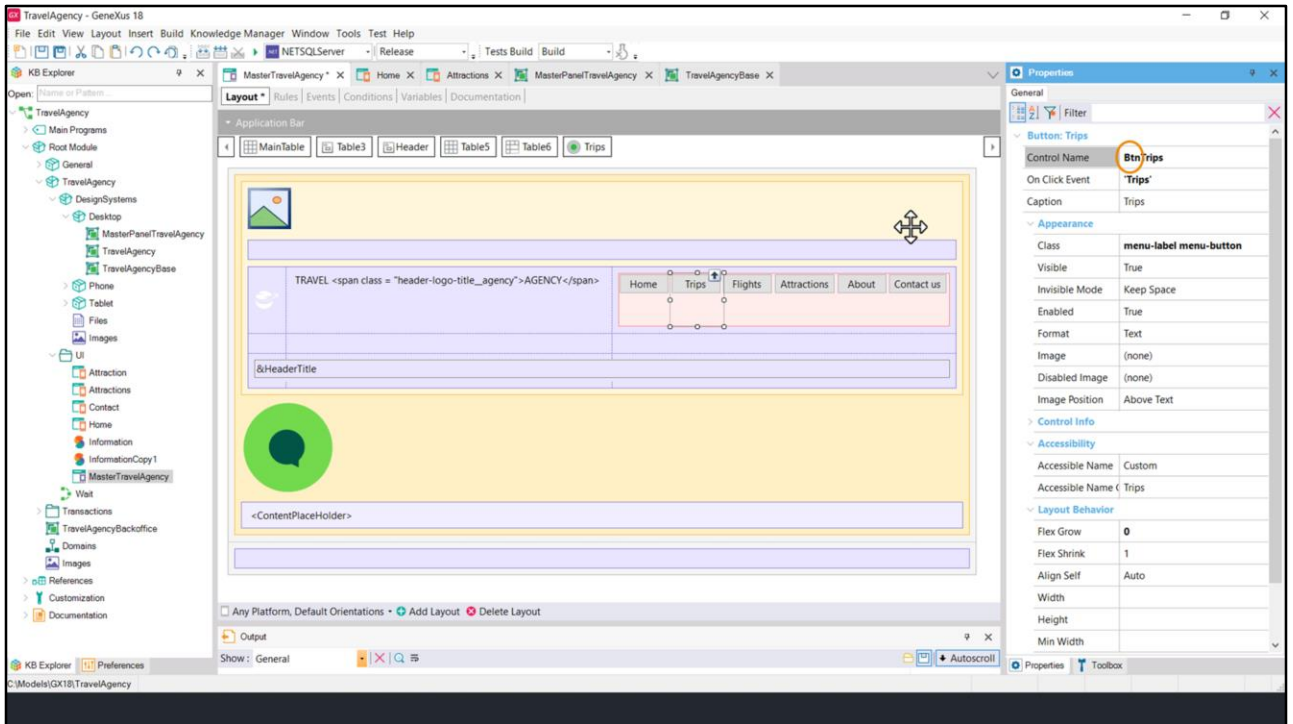 TravelAgency - GeneXus 18
File Edit View Layout Insert Build Knowledge Manager Window Tools Test Help
NETSQLServer Release Tests Build Build
KB Explorer
Open: Name or Pattern...
TravelAgency
Main Programs
Root Module
General
TravelAgency
DesignSystems
Desktop
MasterPanelTravelAgency
TravelAgency
TravelAgencyBase
Phone
Tablet
Files
Images
UI
Attraction
Attractions
Contact
Home
Information
InformationCopy1
MasterTravelAgency
Wait
Transactions
TravelAgencyBackoffice
Domains
Images
References
Customization
Documentation
KB Explorer Preferences
C:\Models\GX18\TravelAgency
MasterTravelAgency * X Home X Attractions X MasterPanelTravelAgency X TravelAgencyBase X
Layout * Rules Events Conditions Variables Documentation
Application Bar
MainTable Table3 Header Table5 Table6 Trips
TRAVEL <span class = "header-logo-title__agency">AGENCY</span>
Home Trips Flights Attractions About Contact us
&HeaderTitle
<ContentPlaceHolder>
Any Platform, Default Orientations • Add Layout Delete Layout
Output
Show: General Autoscroll
Properties
General
Filter
Button: Trips
Control Name BtnTrips
On Click Event 'Trips'
Caption Trips
Appearance
Class menu-label menu-button
Visible True
Invisible Mode Keep Space
Enabled True
Format Text
Image (none)
Disabled Image (none)
Image Position Above Text
Control Info
Accessibility
Accessible Name Custom
Accessible Name ( Trips
Layout Behavior
Flex Grow 0
Flex Shrink 1
Align Self Auto
Width
Height
Min Width
Properties Toolbox